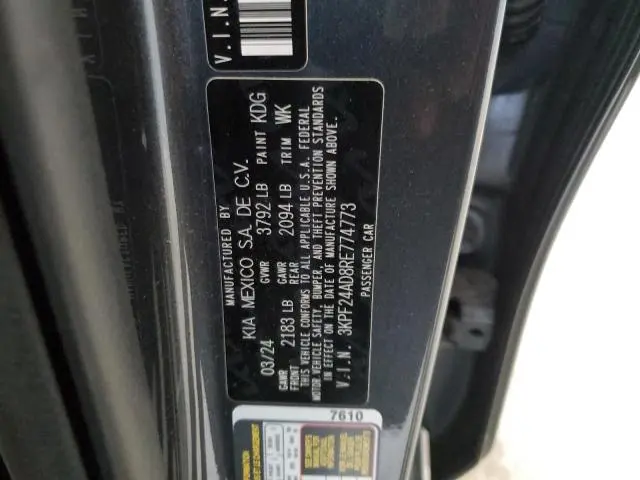 V.I.N.
MANUFACTURED BY
KIA MEXICO S.A. DE C.V.
03/24 GVWR 3792 LB PAINT KDG
GAWR FRONT 2183 LB GAWR REAR 2094 LB TRIM WK
THIS VEHICLE CONFORMS TO ALL APPLICABLE U.S.A. FEDERAL
MOTOR VEHICLE SAFETY, BUMPER, AND THEFT PREVENTION STANDARDS
IN EFFECT ON THE DATE OF MANUFACTURE SHOWN ABOVE.
V.I.N. 3KPF24AD8RE774773
PASSENGER CAR
7610